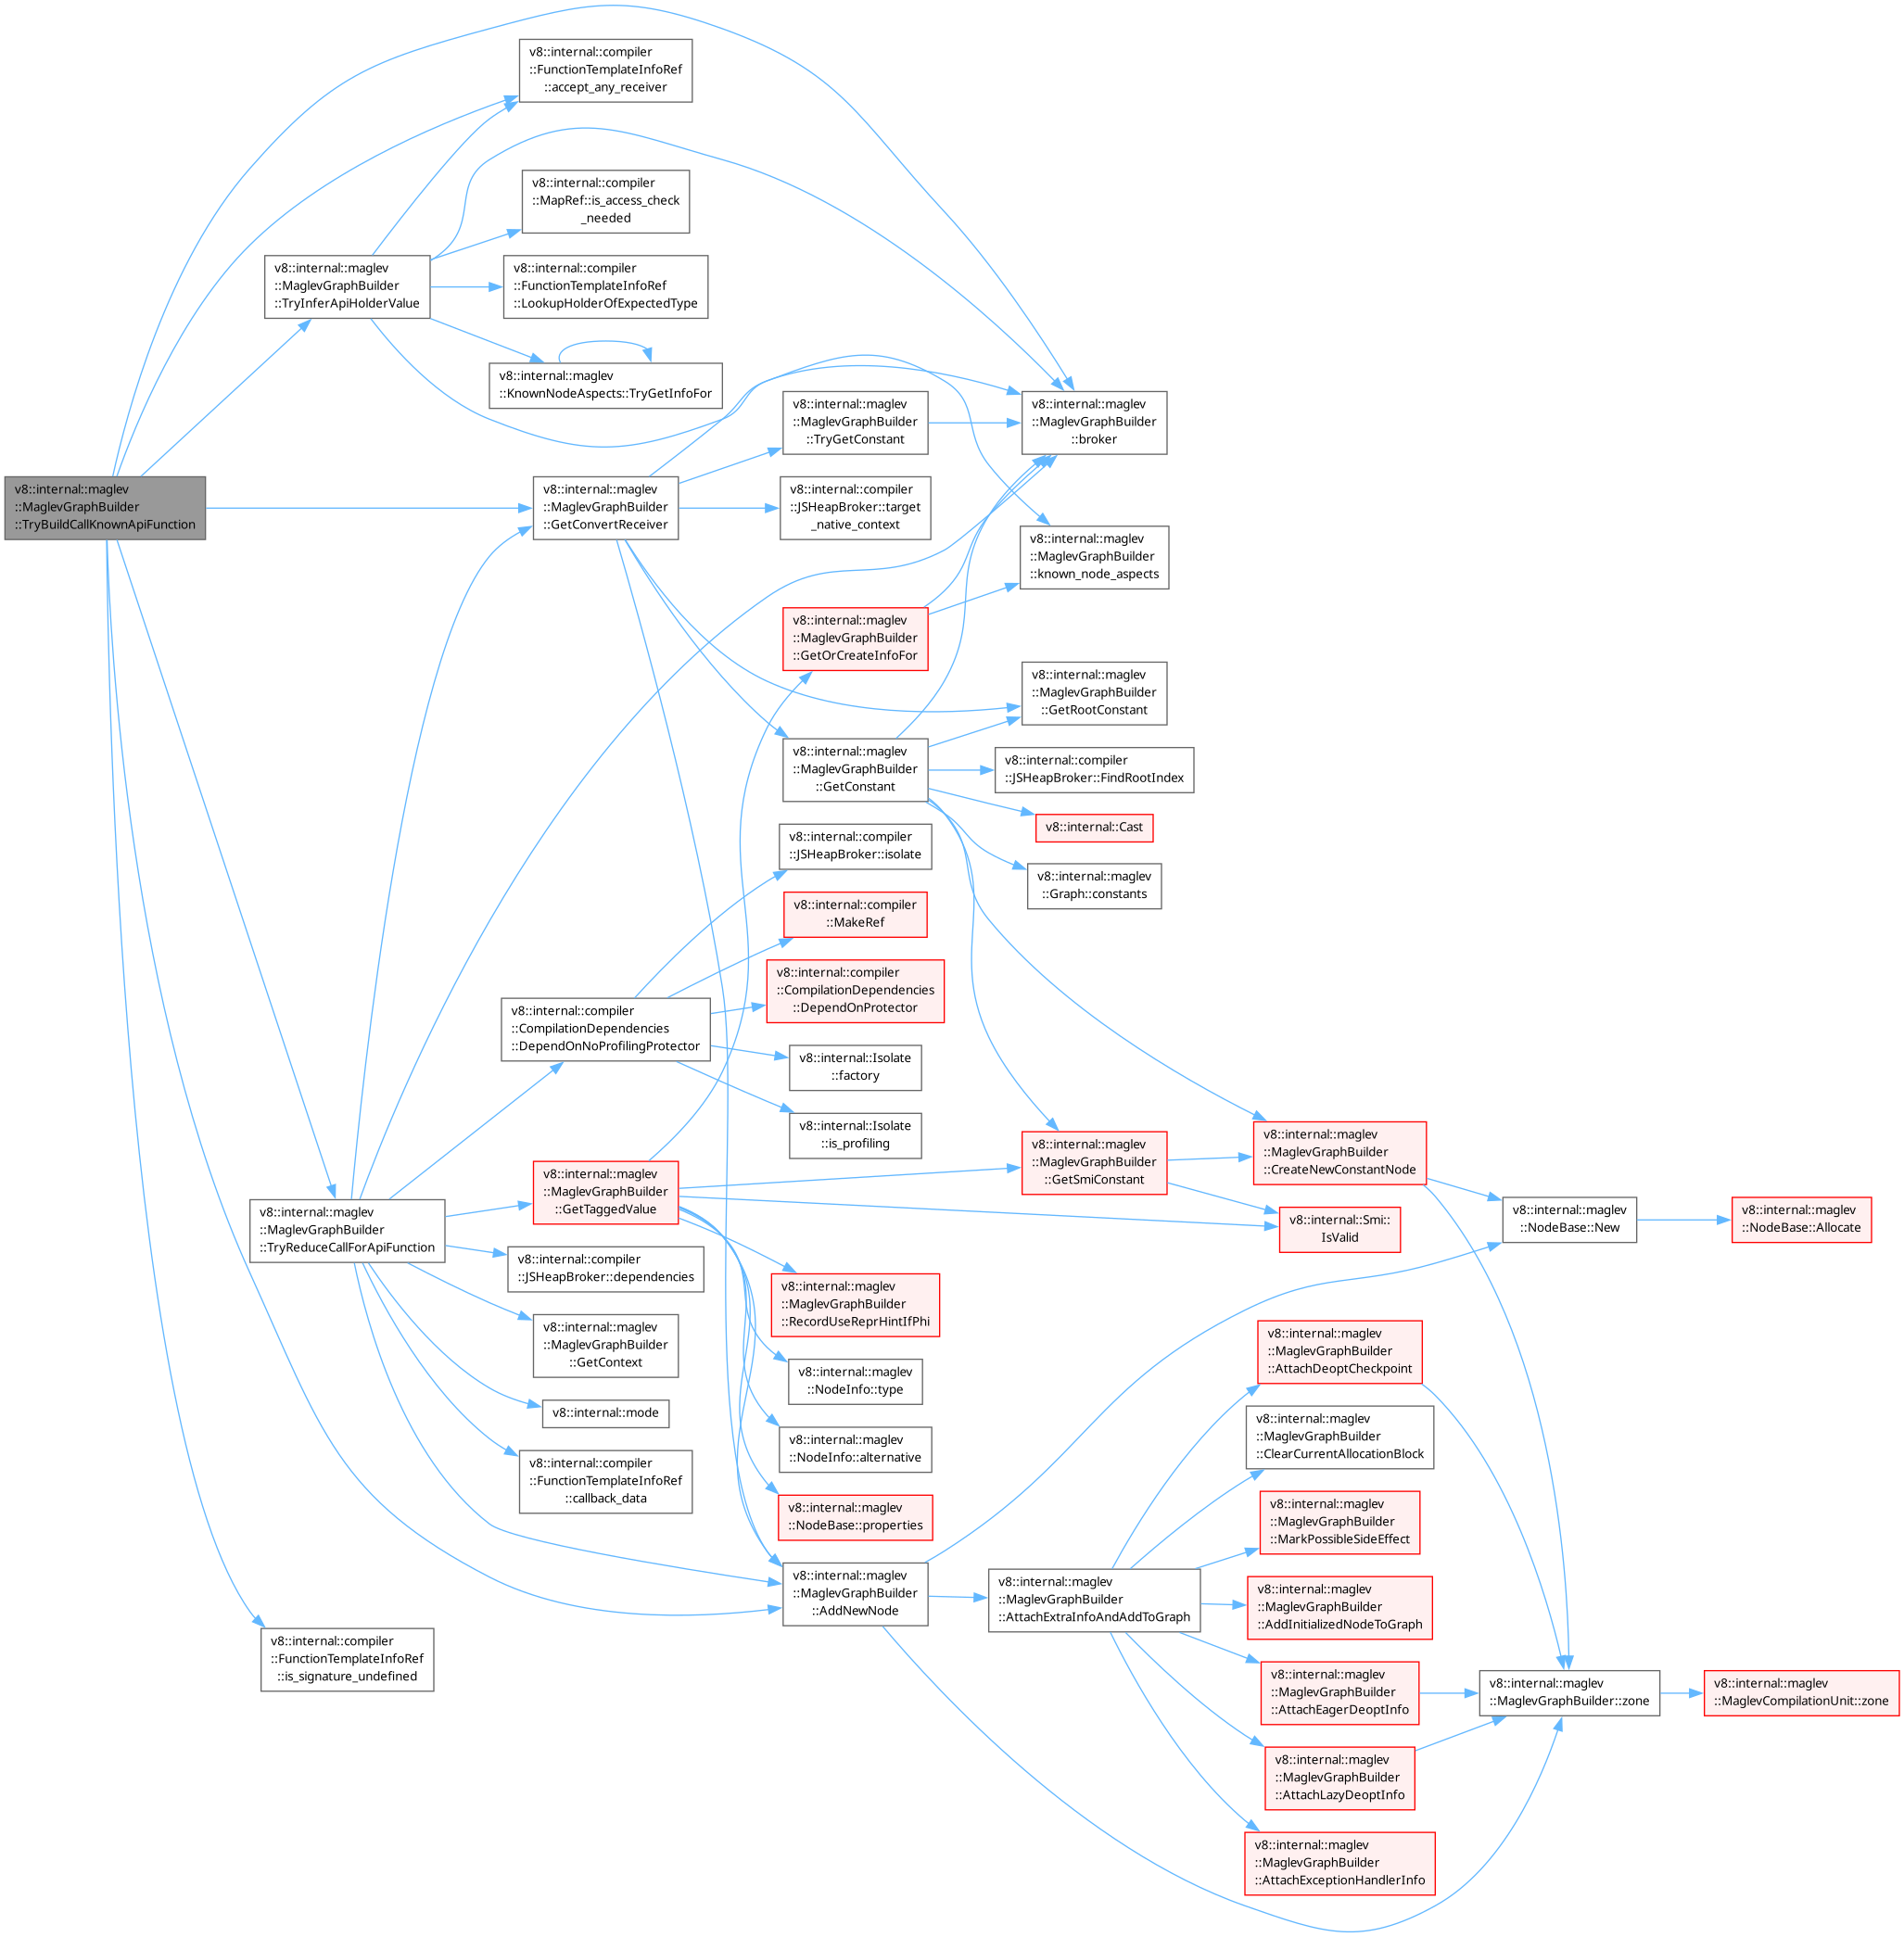 v8::internal::compiler
::FunctionTemplateInfoRef
::accept_any_receiver
v8::internal::compiler
::MapRef::is_access_check
_needed
v8::internal::maglev
::MaglevGraphBuilder
::TryInferApiHolderValue
v8::internal::compiler
::FunctionTemplateInfoRef
::LookupHolderOfExpectedType
v8::internal::maglev
::KnownNodeAspects::TryGetInfoFor
v8::internal::maglev
::MaglevGraphBuilder
::TryGetConstant
v8::internal::maglev
::MaglevGraphBuilder
::broker
v8::internal::maglev
::MaglevGraphBuilder
::TryBuildCallKnownApiFunction
v8::internal::maglev
::MaglevGraphBuilder
::GetConvertReceiver
v8::internal::compiler
::JSHeapBroker::target
_native_context
v8::internal::maglev
::MaglevGraphBuilder
::known_node_aspects
v8::internal::maglev
::MaglevGraphBuilder
::GetOrCreateInfoFor
v8::internal::maglev
::MaglevGraphBuilder
::GetRootConstant
v8::internal::maglev
::MaglevGraphBuilder
::GetConstant
v8::internal::compiler
::JSHeapBroker::FindRootIndex
v8::internal::Cast
v8::internal::compiler
::JSHeapBroker::isolate
v8::internal::maglev
::Graph::constants
v8::internal::compiler
::MakeRef
v8::internal::compiler
::CompilationDependencies
::DependOnProtector
v8::internal::compiler
::CompilationDependencies
::DependOnNoProfilingProtector
v8::internal::Isolate
::factory
v8::internal::Isolate
::is_profiling
v8::internal::maglev
::MaglevGraphBuilder
::GetSmiConstant
v8::internal::maglev
::MaglevGraphBuilder
::CreateNewConstantNode
v8::internal::maglev
::MaglevGraphBuilder
::GetTaggedValue
v8::internal::maglev
::MaglevGraphBuilder
::TryReduceCallForApiFunction
v8::internal::Smi::
IsValid
v8::internal::maglev
::NodeBase::New
v8::internal::maglev
::NodeBase::Allocate
v8::internal::compiler
::JSHeapBroker::dependencies
v8::internal::maglev
::MaglevGraphBuilder
::RecordUseReprHintIfPhi
v8::internal::maglev
::MaglevGraphBuilder
::GetContext
v8::internal::maglev
::MaglevGraphBuilder
::AttachDeoptCheckpoint
v8::internal::maglev
::NodeInfo::type
v8::internal::mode
v8::internal::maglev
::MaglevGraphBuilder
::ClearCurrentAllocationBlock
v8::internal::maglev
::NodeInfo::alternative
v8::internal::compiler
::FunctionTemplateInfoRef
::callback_data
v8::internal::maglev
::NodeBase::properties
v8::internal::maglev
::MaglevGraphBuilder
::MarkPossibleSideEffect
v8::internal::maglev
::MaglevGraphBuilder
::AddNewNode
v8::internal::maglev
::MaglevGraphBuilder
::AttachExtraInfoAndAddToGraph
v8::internal::maglev
::MaglevGraphBuilder
::AddInitializedNodeToGraph
v8::internal::compiler
::FunctionTemplateInfoRef
::is_signature_undefined
v8::internal::maglev
::MaglevGraphBuilder
::AttachEagerDeoptInfo
v8::internal::maglev
::MaglevGraphBuilder::zone
v8::internal::maglev
::MaglevCompilationUnit::zone
v8::internal::maglev
::MaglevGraphBuilder
::AttachLazyDeoptInfo
v8::internal::maglev
::MaglevGraphBuilder
::AttachExceptionHandlerInfo